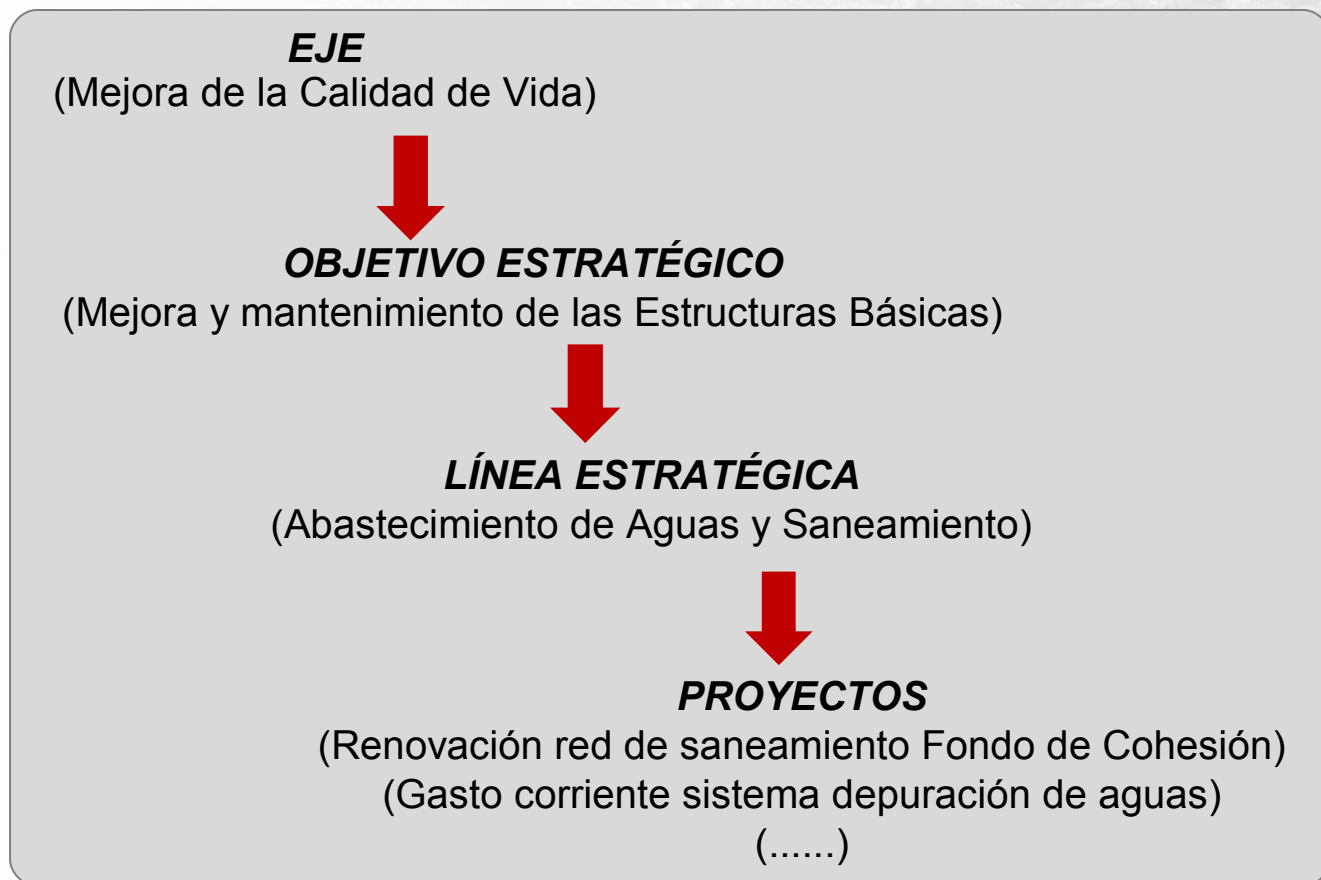 EJE
(Mejora de la Calidad de Vida)
OBJETIVO ESTRATÉGICO
(Mejora y mantenimiento de las Estructuras Básicas)
LÍNEA ESTRATÉGICA
(Abastecimiento de Aguas y Saneamiento)
PROYECTOS
(Renovación red de saneamiento Fondo de Cohesión)
(Gasto corriente sistema depuración de aguas)
(......)